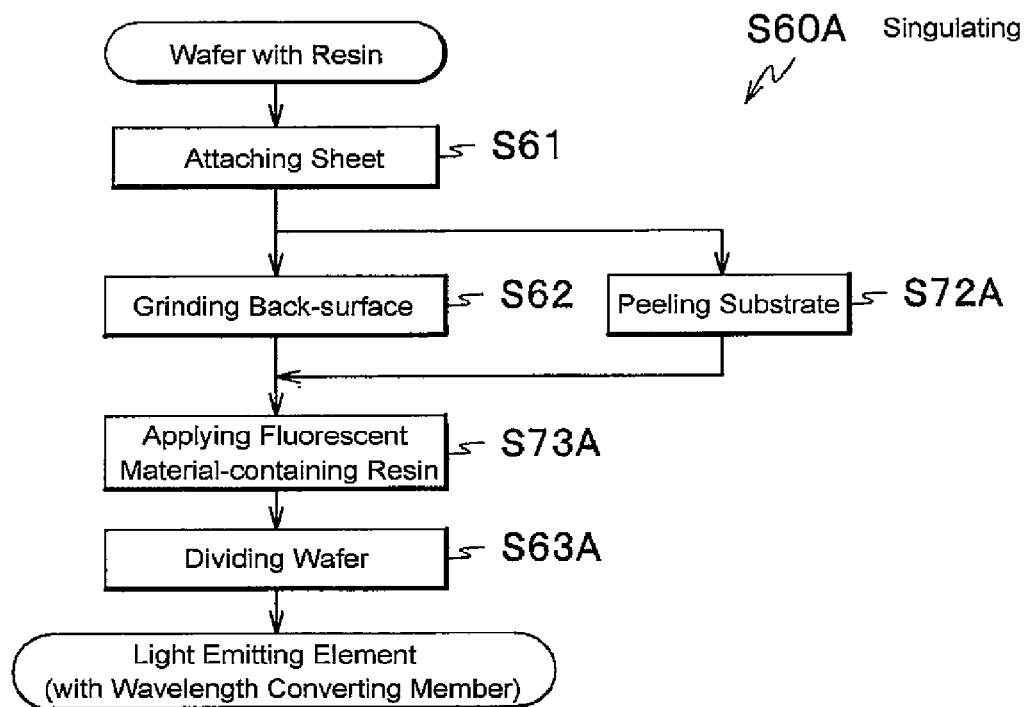 S60A Singulating
Wafer with Resin
Attaching Sheet S61
Grinding Back-surface S62
Peeling Substrate S72A
Applying Fluorescent
Material-containing Resin S73A
Dividing Wafer S63A
Light Emitting Element
(with Wavelength Converting Member)